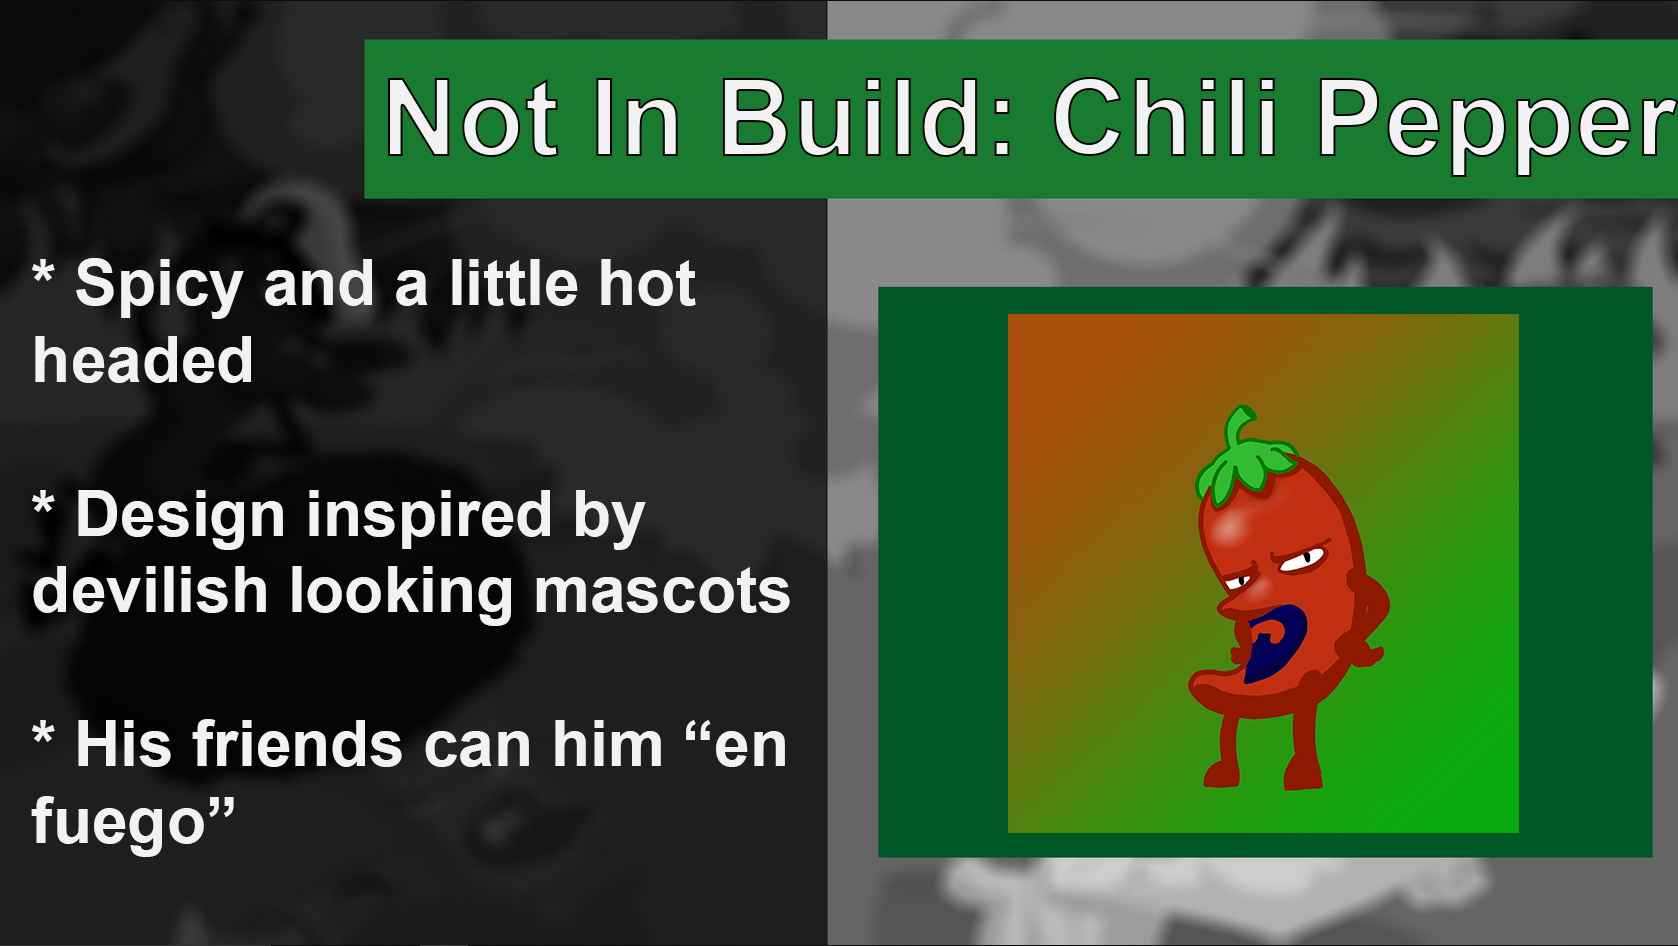 Not In Build: Chili Pepper
* Spicy and a little hot
headed
* Design inspired by
devilish looking mascots
* His friends can him “en
fuego”